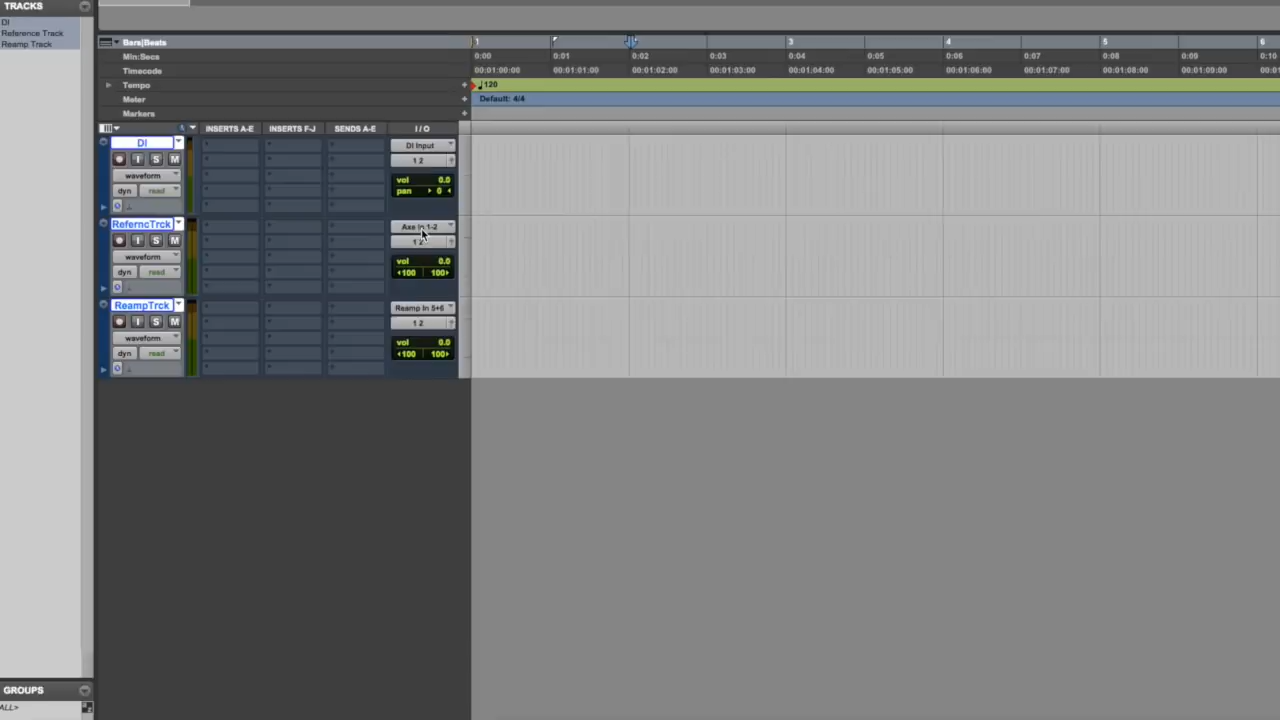 TRACKS
DI
Reference Track
Reamp Track
Bars|Beats
1 3 4 5 6
Min:Secs
0:00 0:01 0:02 0:03 0:04 0:05 0:06 0:07 0:08 0:09 0:10
Timecode
00:01:00:00 00:01:01:00 00:01:02:00 00:01:03:00 00:01:04:00 00:01:05:00 00:01:06:00 00:01:07:00 00:01:08:00 00:01:09:00 00:01
Tempo
120
Meter
Default: 4/4
Markers
INSERTS A-E INSERTS F-J SENDS A-E I / O
DI
DI Input
I S M
1 2
waveform
vol 0.0
dyn read
pan 0
ReferncTrck
Axe In 1-2
I S M
1 2
waveform
vol 0.0
dyn read
100 100
ReampTrck
Reamp In 5+6
I S M
1 2
waveform
vol 0.0
dyn read
100 100
GROUPS
ALL>